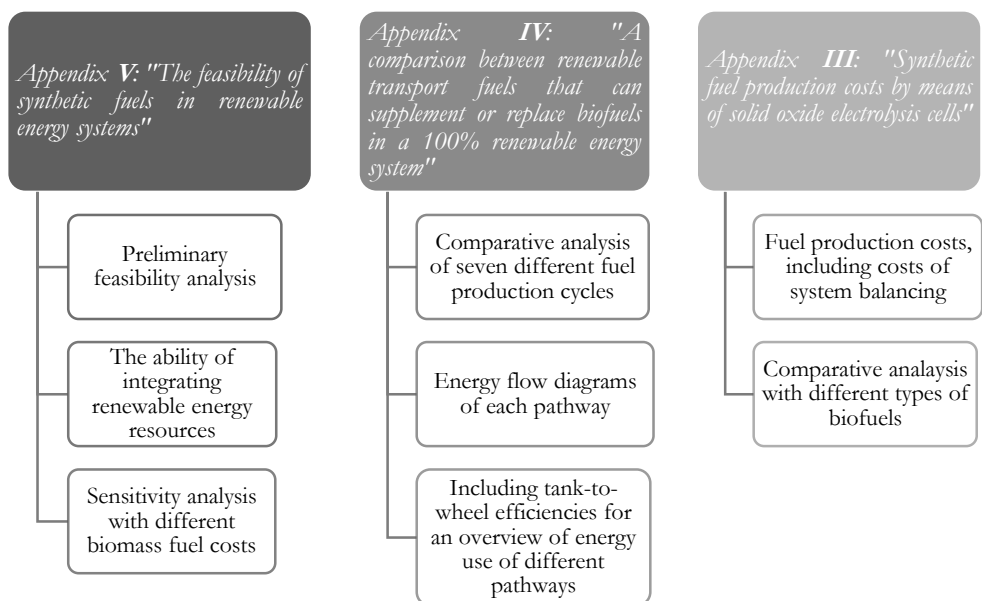 Appendix V: "The feasibility of
synthetic fuels in renewable
energy systems"
Preliminary
feasibility analysis
The ability of
integrating
renewable energy
resources
Sensitivity analysis
with different
biomass fuel costs
Appendix IV: "A
comparison between renewable
transport fuels that can
supplement or replace biofuels
in a 100% renewable energy
system"
Comparative analysis
of seven different fuel
production cycles
Energy flow diagrams
of each pathway
Including tank-to-
wheel efficiencies for
an overview of energy
use of different
pathways
Appendix III: "Synthetic
fuel production costs by means
of solid oxide electrolysis cells"
Fuel production costs,
including costs of
system balancing
Comparative analaysis
with different types of
biofuels